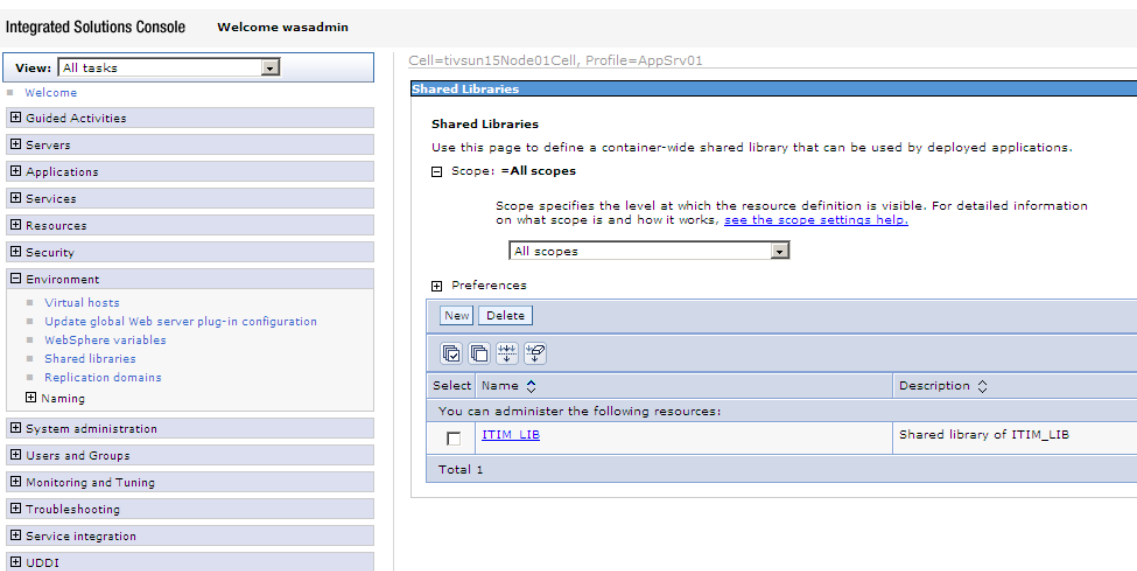 Integrated Solutions Console Welcome wasadmin
View: All tasks
Welcome
Guided Activities
Servers
Applications
Services
Resources
Security
Environment
Virtual hosts
Update global Web server plug-in configuration
WebSphere variables
Shared libraries
Replication domains
Naming
System administration
Users and Groups
Monitoring and Tuning
Troubleshooting
Service integration
UDDI
Cell=tivsun15Node01Cell, Profile=AppSrv01
Shared Libraries
Shared Libraries
Use this page to define a container-wide shared library that can be used by deployed applications.
Scope: =All scopes
Scope specifies the level at which the resource definition is visible. For detailed information
on what scope is and how it works, see the scope settings help.
All scopes
Preferences
New Delete
Select Name Description
You can administer the following resources:
ITIM_LIB Shared library of ITIM_LIB
Total 1